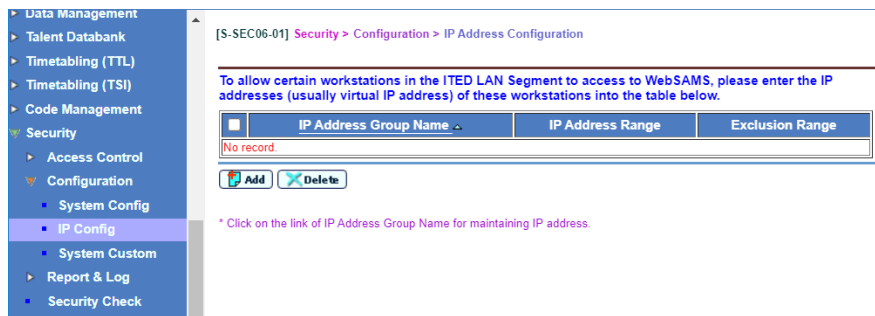 Data Management
Talent Databank
Timetabling (TTL)
Timetabling (TSI)
Code Management
Security
Access Control
Configuration
System Config
IP Config
System Custom
Report & Log
Security Check
[S-SEC06-01] Security > Configuration > IP Address Configuration
To allow certain workstations in the ITED LAN Segment to access to WebSAMS, please enter the IP
addresses (usually virtual IP address) of these workstations into the table below.
IP Address Group Name IP Address Range Exclusion Range
No record.
Add Delete
* Click on the link of IP Address Group Name for maintaining IP address.